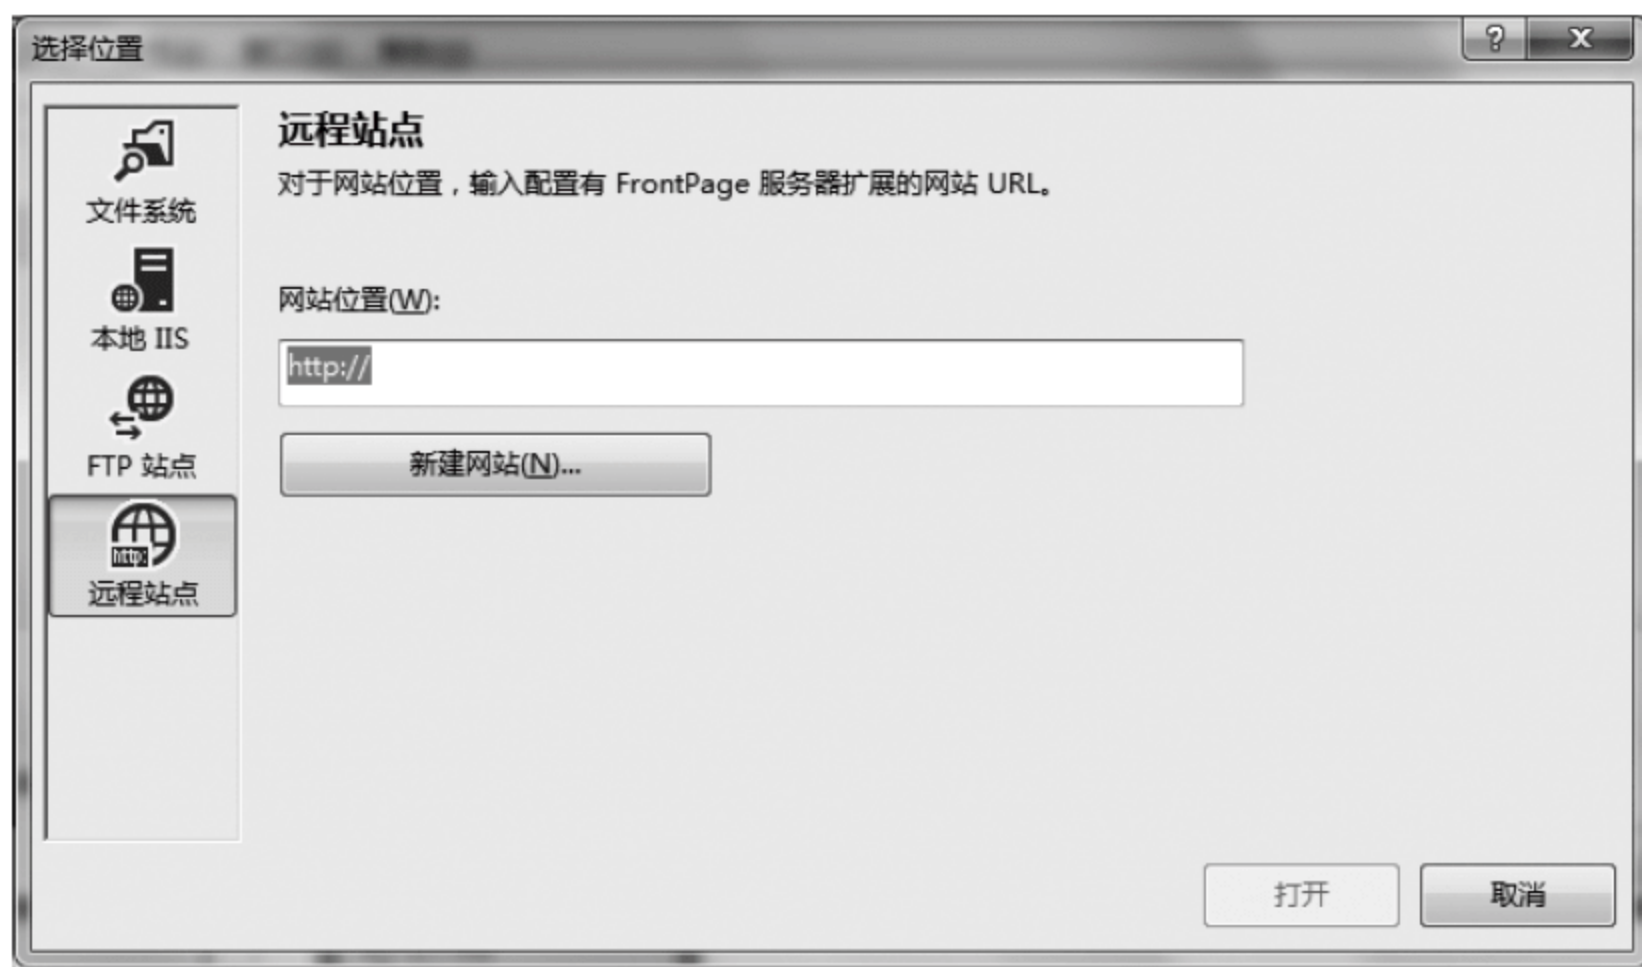 选择位置
文件系统
本地 IIS
FTP 站点
http:
远程站点
远程站点
对于网站位置，输入配置有 FrontPage 服务器扩展的网站 URL。
网站位置(W):
http://
新建网站(N)...
打开
取消